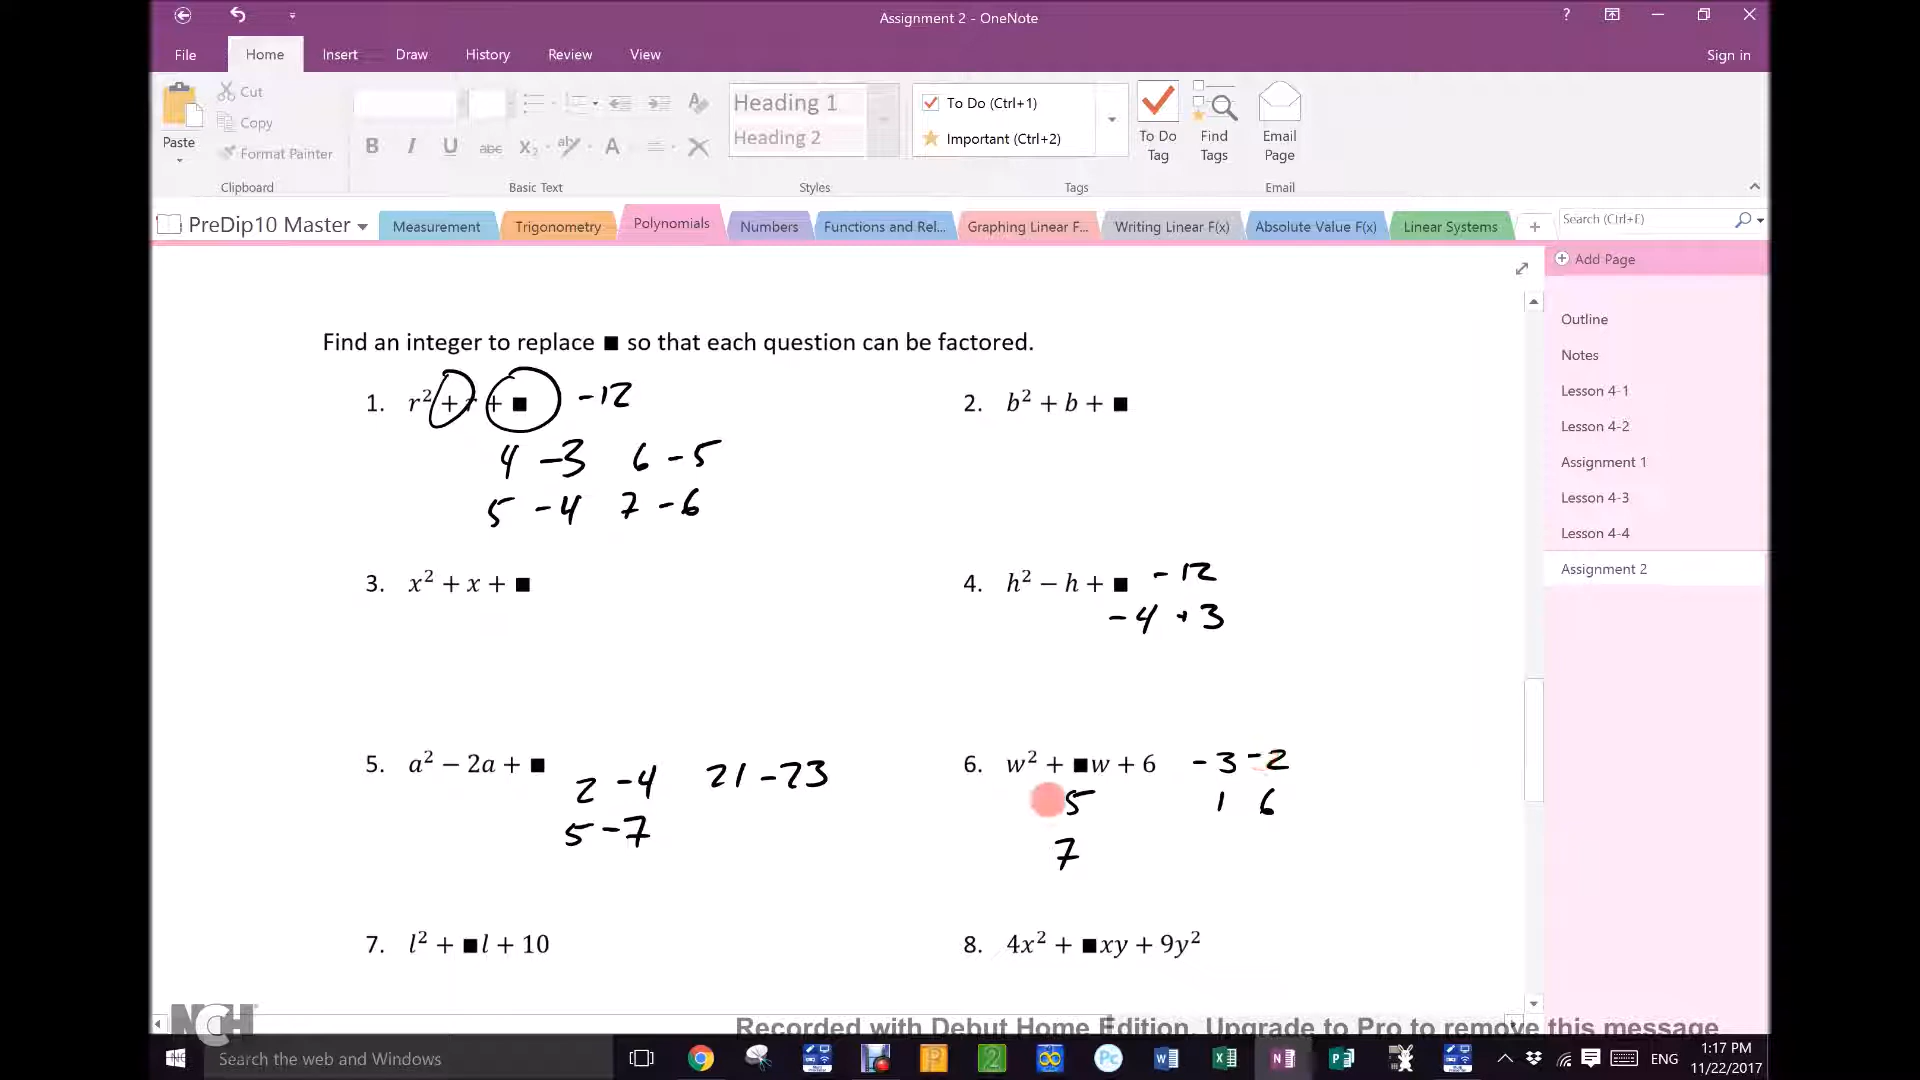 Assignment 2 - OneNote
?
File Home Insert Draw History Review View Sign in
Paste
Cut
Copy
Format Painter
Clipboard
B I U abc X₂ ab A
Basic Text
Heading 1
Heading 2
Styles
To Do (Ctrl+1)
Important (Ctrl+2)
To Do Tag
Find Tags
Tags
Email Page
Email
PreDip10 Master Measurement Trigonometry Polynomials Numbers Functions and Rel... Graphing Linear F... Writing Linear F(x) Absolute Value F(x) Linear Systems + Search (Ctrl+E)
Add Page
Outline
Notes
Lesson 4-1
Lesson 4-2
Assignment 1
Lesson 4-3
Lesson 4-4
Assignment 2
Find an integer to replace ■ so that each question can be factored.
1. r² + r + ■ -12
4 -3 6 -5
5 -4 7 -6
2. b² + b + ■
3. x² + x + ■
4. h² − h + ■ -12
-4 +3
5. a² − 2a + ■
2 -4 21 -23
5 -7
6. w² + ■w + 6 -3 -2
5 1 6
7
7. l² + ■l + 10
8. 4x² + ■xy + 9y²
NCH
Recorded with Debut Home Edition. Upgrade to Pro to remove this message
Search the web and Windows
ENG
1:17 PM
11/22/2017